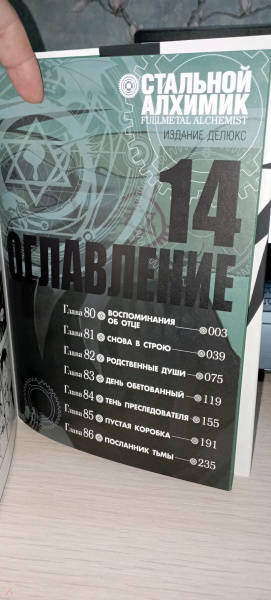 СТАЛЬНОЙ
АЛХИМИК
FULLMETAL ALCHEMIST
ИЗДАНИЕ ДЕЛЮКС
14
ОГЛАВЛЕНИЕ
Глава 80 ВОСПОМИНАНИЯ
ОБ ОТЦЕ 003
Глава 81 СНОВА В СТРОЮ 039
Глава 82 РОДСТВЕННЫЕ ДУШИ 075
Глава 83 ДЕНЬ ОБЕТОВАННЫЙ 119
Глава 84 ТЕНЬ ПРЕСЛЕДОВАТЕЛЯ 155
Глава 85 ПУСТАЯ КОРОБКА 191
Глава 86 ПОСЛАННИК ТЬМЫ 235